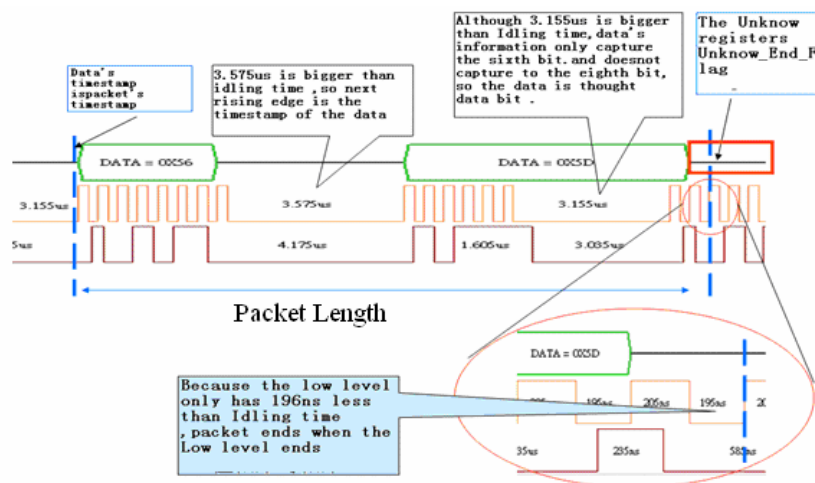 Although 3.155us is bigger
than Idling time,data's
information only capture
the sixth bit.and doesnot
capture to the eighth bit,
so the data is thought
data bit .
The Unknow
registers
Unknow_End_F
lag
Data's
timestamp
ispacket's
timestamp
3.575us is bigger than
idling time ,so next
rising edge is the
timestamp of the data
DATA = 0X56
DATA = 0X5D
3.155us
3.575us
3.155us
5us
4.175us
1.605us
3.035us
Packet Length
DATA = 0X5D
195ns
205ns
195ns
20
35us
235ns
Because the low level
only has 196ns less
than Idling time
,packet ends when the
Low level ends